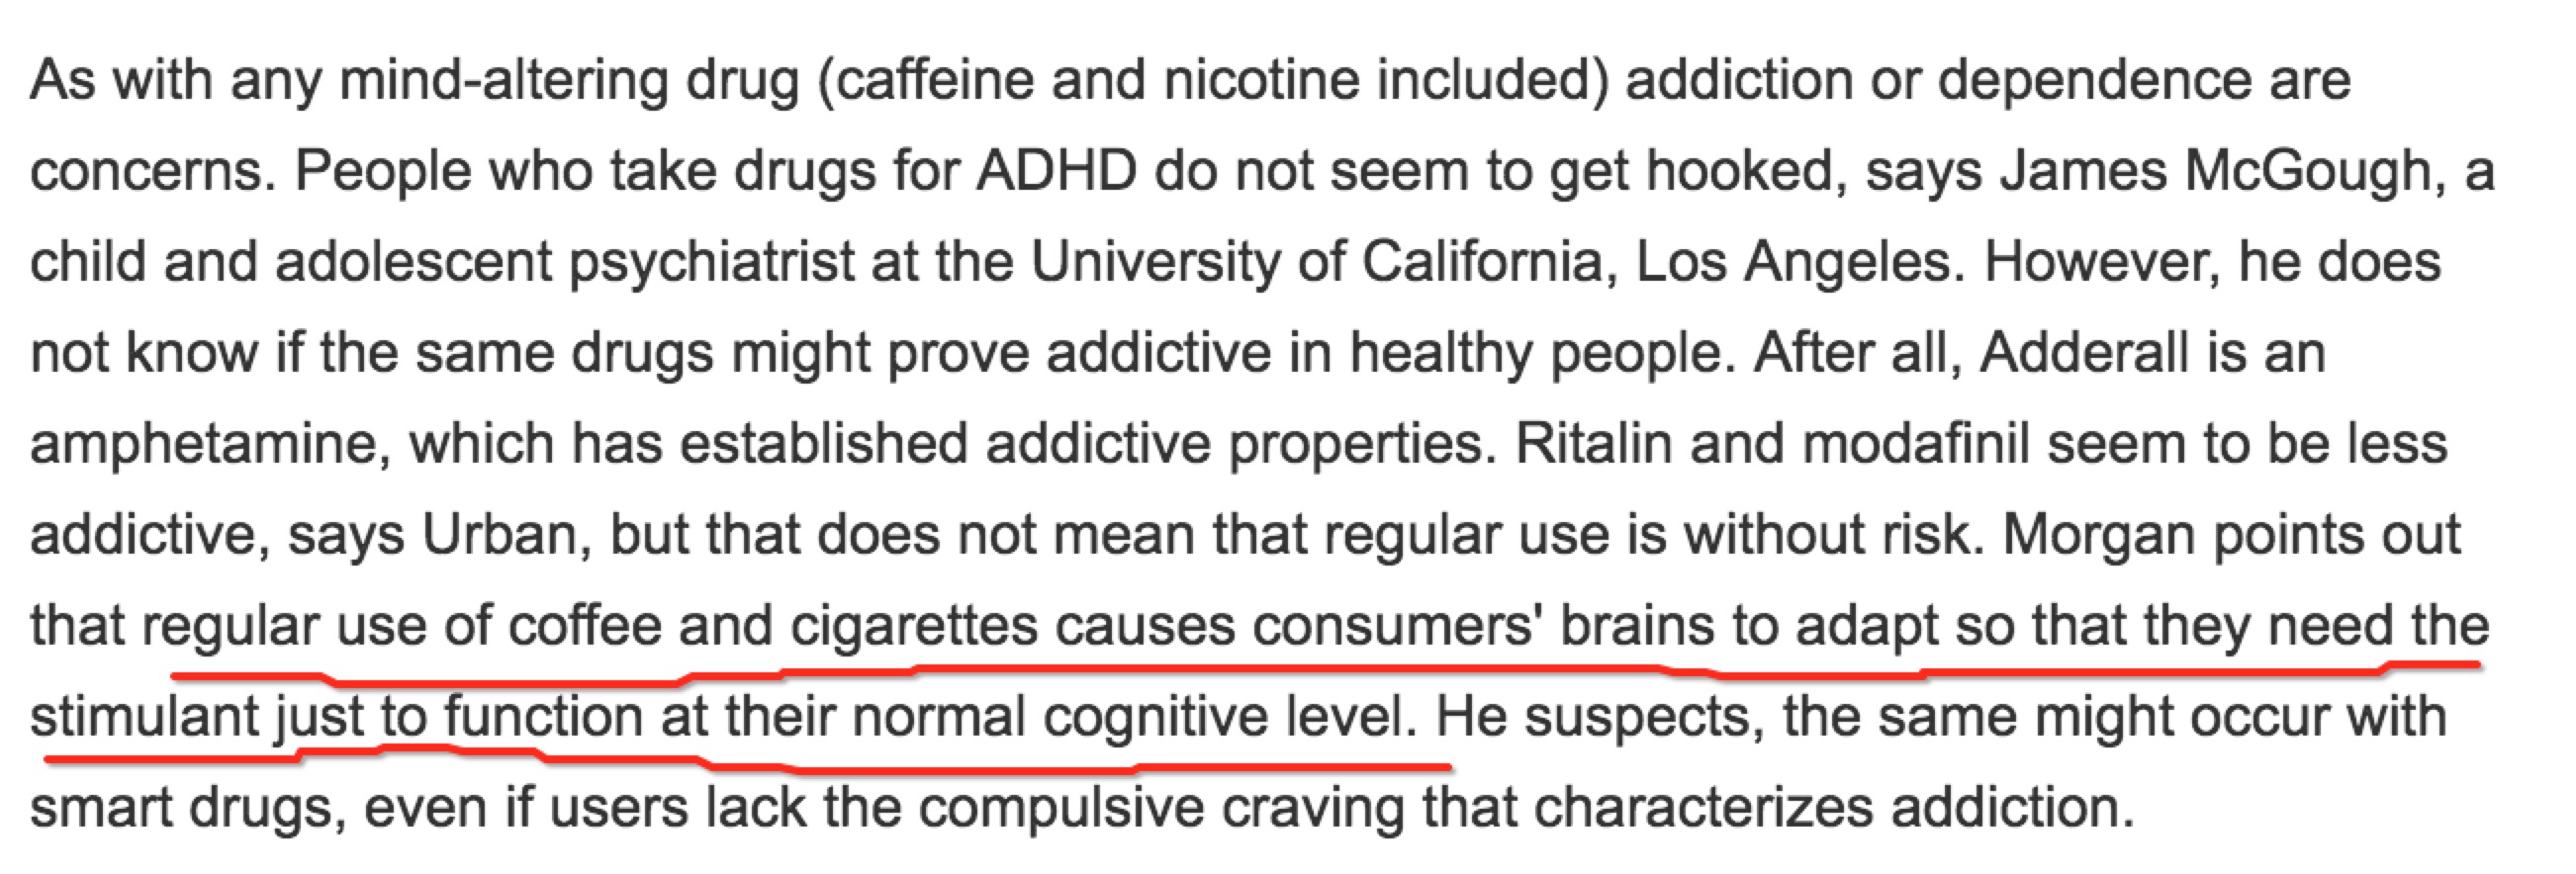 As with any mind-altering drug (caffeine and nicotine included) addiction or dependence are
concerns. People who take drugs for ADHD do not seem to get hooked, says James McGough, a
child and adolescent psychiatrist at the University of California, Los Angeles. However, he does
not know if the same drugs might prove addictive in healthy people. After all, Adderall is an
amphetamine, which has established addictive properties. Ritalin and modafinil seem to be less
addictive, says Urban, but that does not mean that regular use is without risk. Morgan points out
that regular use of coffee and cigarettes causes consumers' brains to adapt so that they need the
stimulant just to function at their normal cognitive level. He suspects, the same might occur with
smart drugs, even if users lack the compulsive craving that characterizes addiction.